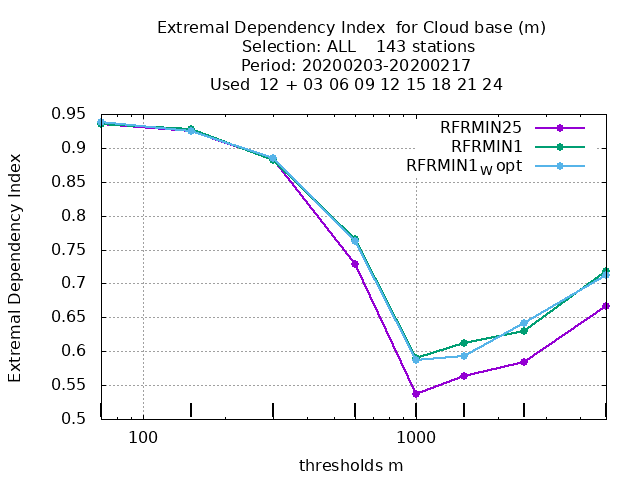 Extremal Dependency Index  for Cloud base (m)
Selection: ALL    143 stations
Period: 20200203-20200217
Used  12 + 03 06 09 12 15 18 21 24
RFRMIN25
RFRMIN1
RFRMIN1W opt
Extremal Dependency Index
0.95
0.9
0.85
0.8
0.75
0.7
0.65
0.6
0.55
0.5
100
1000
thresholds m